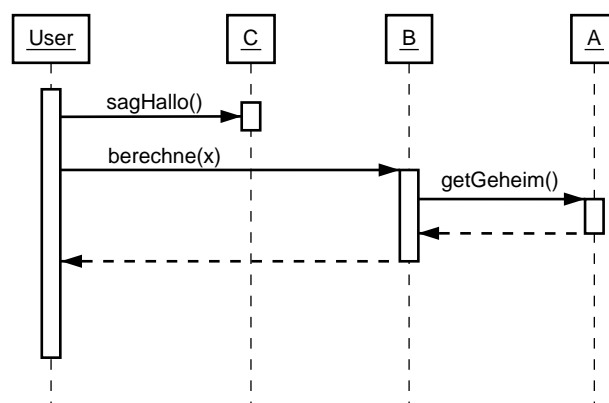 User
C
B
A
sagHallo()
berechne(x)
getGeheim()